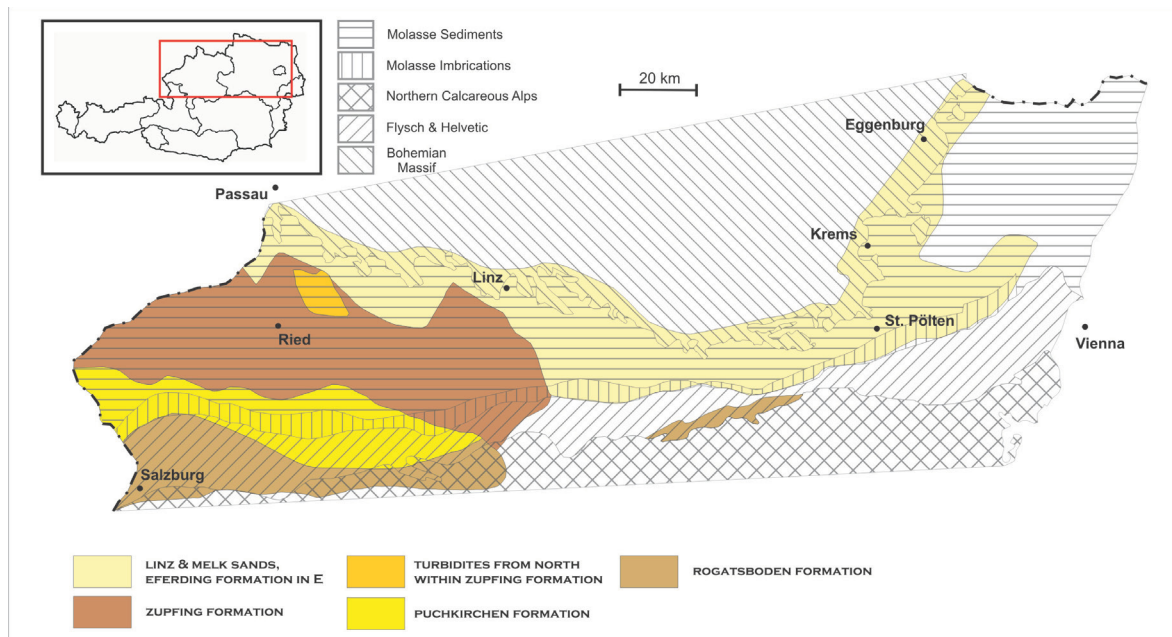 Molasse Sediments
Molasse Imbrications
Northern Calcareous Alps
Flysch & Helvetic
Bohemian
Massif
20 km
Eggenburg
Passau
Krems
Linz
St. Pölten
Ried
Vienna
Salzburg
LINZ & MELK SANDS,
EFERDING FORMATION IN E
TURBIDITES FROM NORTH
WITHIN ZUPFING FORMATION
ROGATSBODEN FORMATION
ZUPFING FORMATION
PUCHKIRCHEN FORMATION